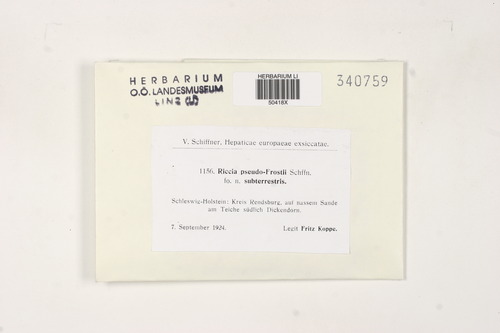 HERBARIUM
O.Ö. LANDESMUSEUM
LINZ
HERBARIUM LI
50418X
340759
V. Schiffner, Hepaticae europaeae exsiccatae.
1156. Riccia pseudo-Frostii Schffn.
fo. n. subterrestris.
Schleswig-Holstein: Kreis Rendsburg, auf nassem Sande
am Teiche südlich Dickendorn.
7. September 1924. Legit Fritz Koppe.